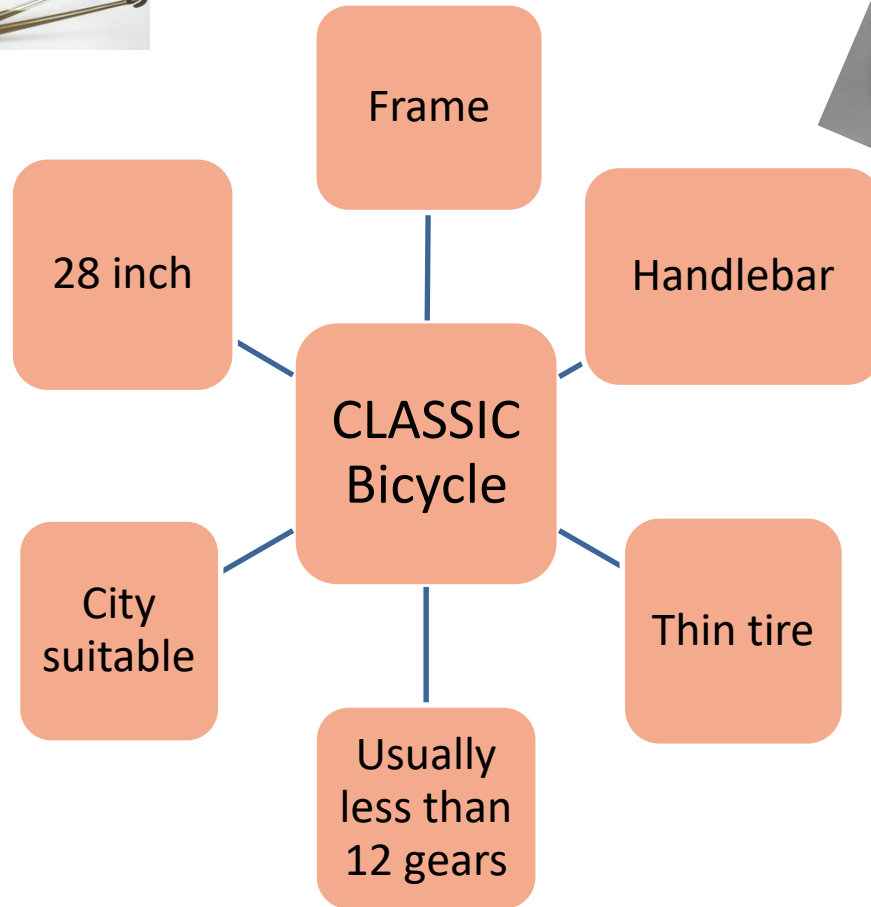 Frame
28 inch
Handlebar
CLASSIC
Bicycle
City
suitable
Thin tire
Usually
less than
12 gears